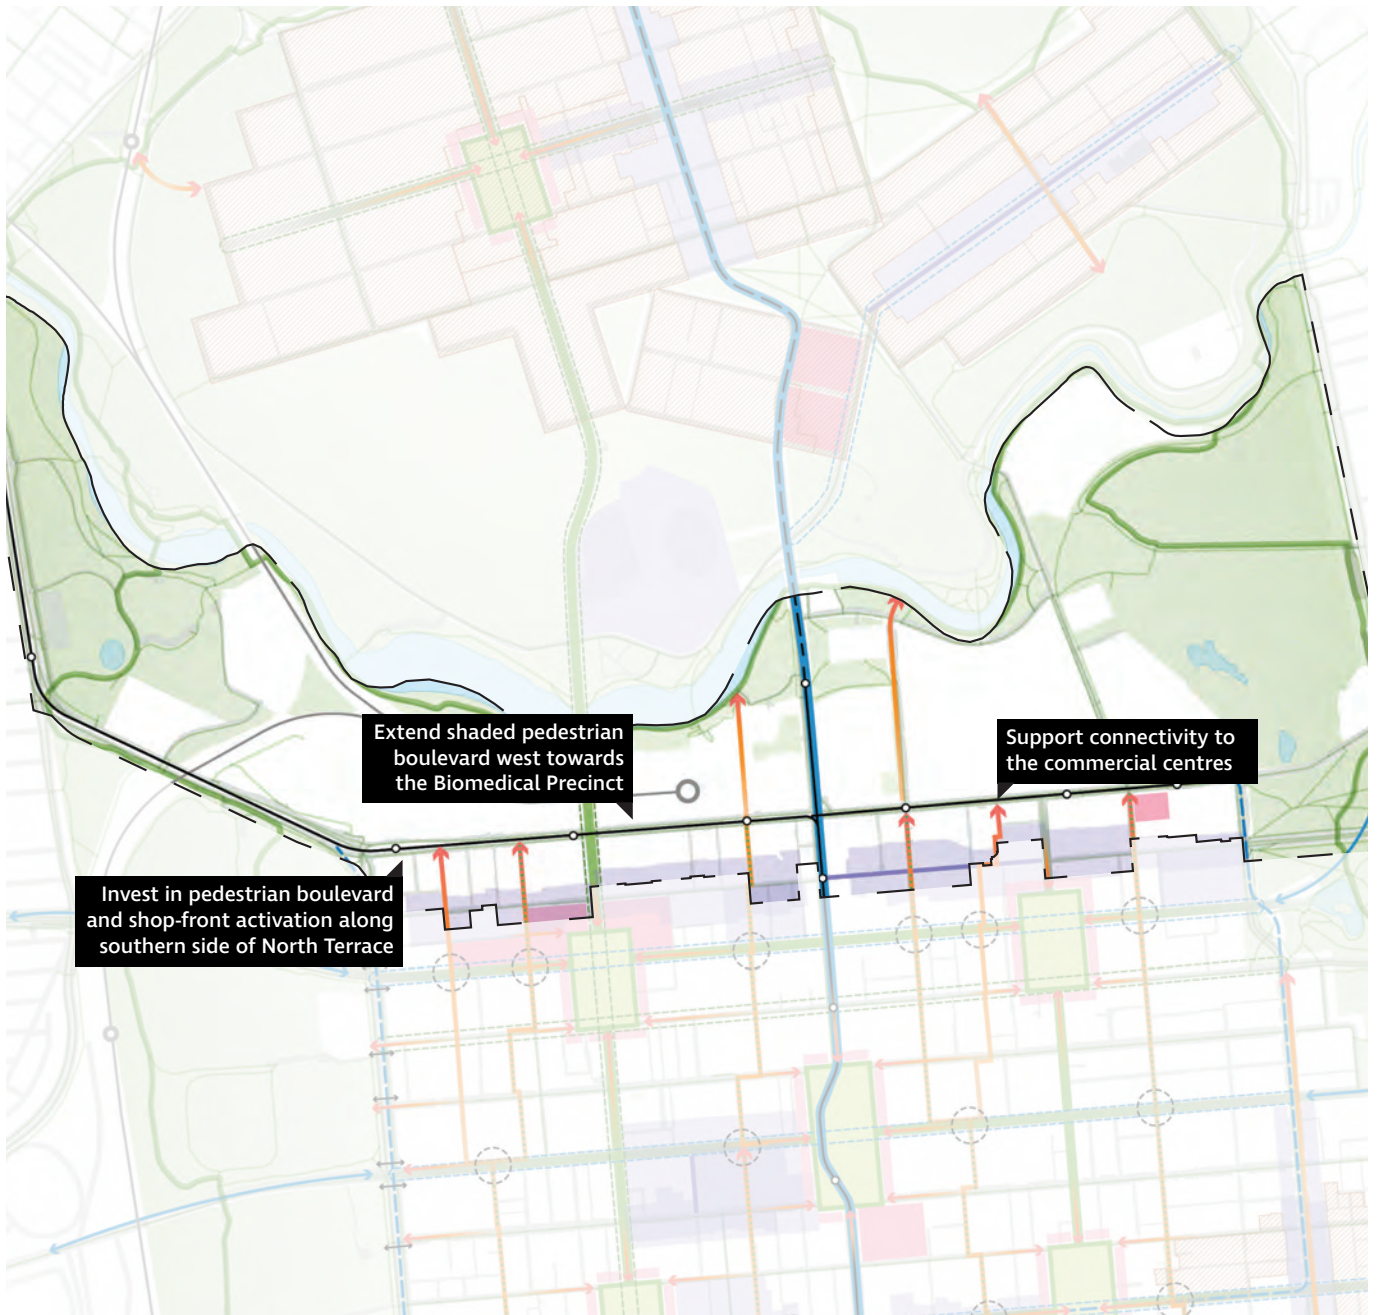 Extend shaded pedestrian
boulevard west towards
the Biomedical Precinct
Support connectivity to
the commercial centres
Invest in pedestrian boulevard
and shop-front activation along
southern side of North Terrace